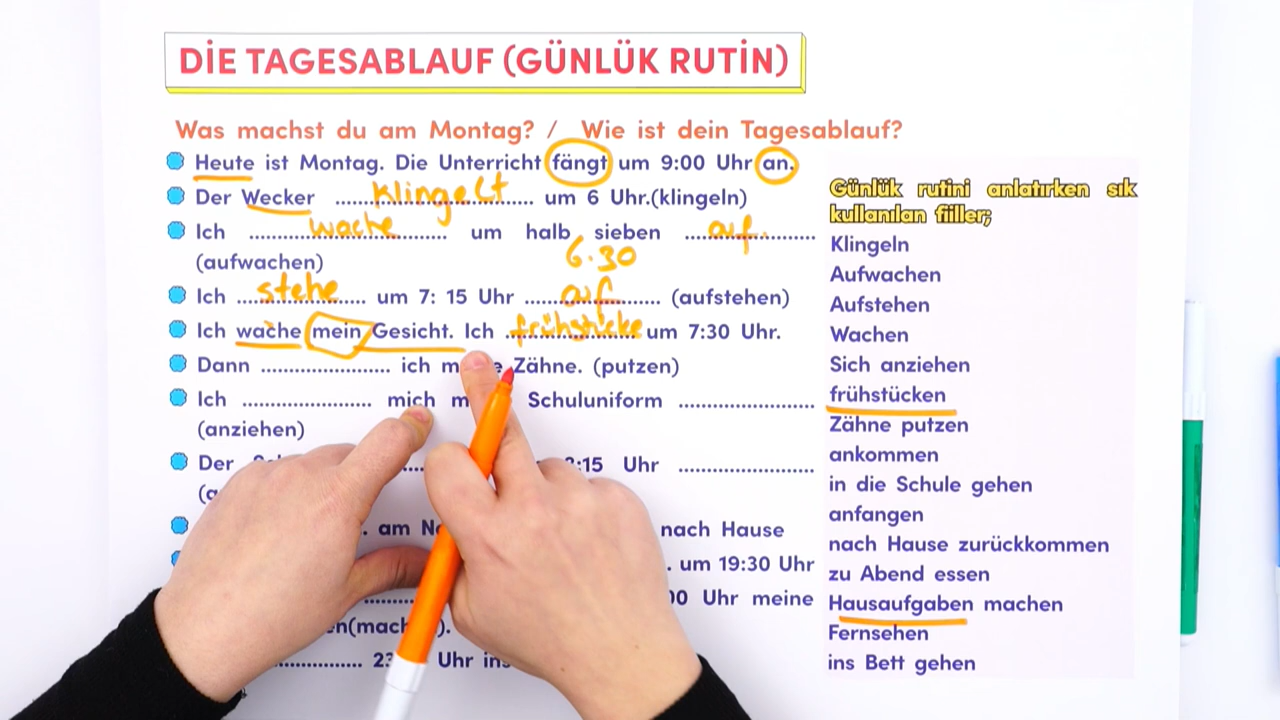 DİE TAGESABLAUF (GÜNLÜK RUTİN)
Was machst du am Montag? / Wie ist dein Tagesablauf?
Heute ist Montag. Die Unterricht fängt um 9:00 Uhr an.
Der Wecker klingelt um 6 Uhr.(klingeln)
Ich wache um halb sieben auf.
6.30
(aufwachen)
Ich stehe um 7: 15 Uhr auf (aufstehen)
Ich wache mein Gesicht. Ich frühstücke um 7:30 Uhr.
Dann ...................... ich Zähne. (putzen)
Ich ...................... mich Schuluniform .......................
(anziehen)
Der :15 Uhr .......................
am nach Hause
um 19:30 Uhr
Uhr meine
Uhr
Günlük rutini anlatırken sık
kullanılan fiiller;
Klingeln
Aufwachen
Aufstehen
Wachen
Sich anziehen
frühstücken
Zähne putzen
ankommen
in die Schule gehen
anfangen
nach Hause zurückkommen
zu Abend essen
Hausaufgaben machen
Fernsehen
ins Bett gehen